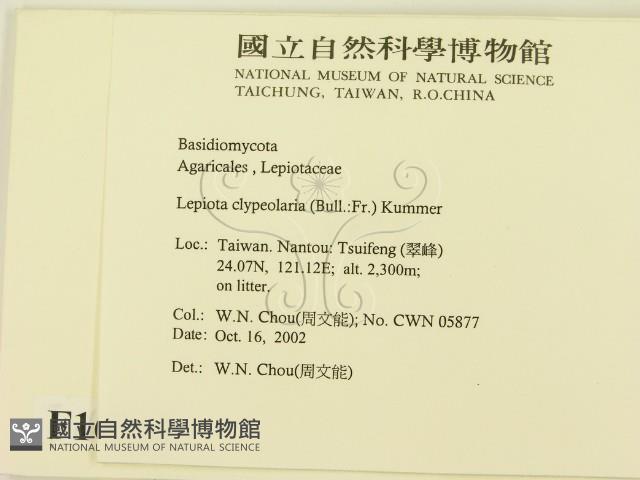 國立自然科學博物館
NATIONAL MUSEUM OF NATURAL SCIENCE
TAICHUNG, TAIWAN, R.O.CHINA
Basidiomycota
Agaricales , Lepiotaceae
Lepiota clypeolaria (Bull.:Fr.) Kummer
Loc.: Taiwan. Nantou: Tsuifeng (翠峰)
24.07N, 121.12E; alt. 2,300m;
on litter.
Col.: W.N. Chou(周文能); No. CWN 05877
Date: Oct. 16, 2002
Det.: W.N. Chou(周文能)
F1
國立自然科學博物館
NATIONAL MUSEUM OF NATURAL SCIENCE